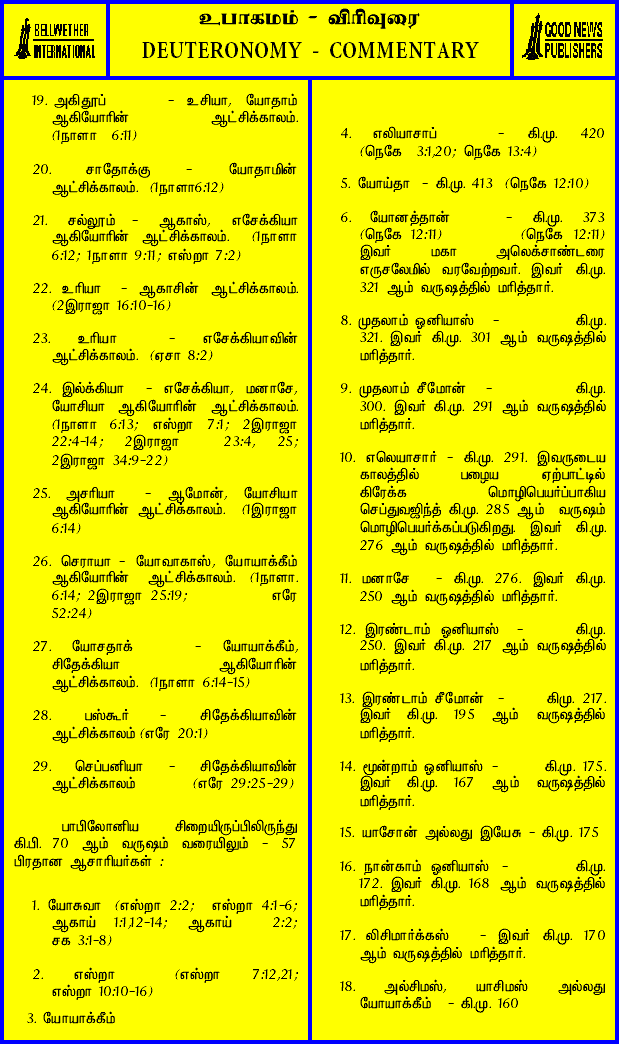 BELLWETHER
INTERNATIONAL
உபாகமம் - விரிவுரை
DEUTERONOMY - COMMENTARY
GOOD NEWS
PUBLISHERS
19. அகிதூப் - உசியா, யோதாம்
ஆகியோரின் ஆட்சிக்காலம்.
(1நாளா 6:11)
20. சாதோக்கு - யோதாமின்
ஆட்சிக்காலம். (1நாளா6:12)
21. சல்லூம் - ஆகாஸ், எசேக்கியா
ஆகியோரின் ஆட்சிக்காலம். (1நாளா
6:12; 1நாளா 9:11; எஸ்றா 7:2)
22. உரியா - ஆகாசின் ஆட்சிக்காலம்.
(2இராஜா 16:10-16)
23. உரியா - எசேக்கியாவின்
ஆட்சிக்காலம். (ஏசா 8:2)
24. இல்க்கியா - எசேக்கியா, மனாசே,
யோசியா ஆகியோரின் ஆட்சிக்காலம்.
(1நாளா 6:13; எஸ்றா 7:1; 2இராஜா
22:4-14; 2இராஜா 23:4, 25;
2இராஜா 34:9-22)
25. அசரியா - ஆமோன், யோசியா
ஆகியோரின் ஆட்சிக்காலம். (1இராஜா
6:14)
26. செராயா - யோவாகாஸ், யோயாக்கீம்
ஆகியோரின் ஆட்சிக்காலம். (1நாளா.
6:14; 2இராஜா 25:19; எரே
52:24)
27. யோசதாக் - யோயாக்கீம்,
சிதேக்கியா ஆகியோரின்
ஆட்சிக்காலம். (1நாளா 6:14-15)
28. பஸ்கூர் - சிதேக்கியாவின்
ஆட்சிக்காலம் (எரே 20:1)
29. செப்பனியா - சிதேக்கியாவின்
ஆட்சிக்காலம் (எரே 29:25-29)
பாபிலோனிய சிறையிருப்பிலிருந்து
கி.பி. 70 ஆம் வருஷம் வரையிலும் - 57
பிரதான ஆசாரியர்கள் :
1. யோசுவா (எஸ்றா 2:2; எஸ்றா 4:1-6;
ஆகாய் 1:1,12-14; ஆகாய் 2:2;
சக 3:1-8)
2. எஸ்றா (எஸ்றா 7:12,21;
எஸ்றா 10:10-16)
3. யோயாக்கீம்
4. எலியாசாப் - கி.மு. 420
(நெகே 3:1,20; நெகே 13:4)
5. யோய்தா - கி.மு. 413 (நெகே 12:10)
6. யோனத்தான் - கி.மு. 373
(நெகே 12:11) (நெகே 12:11)
இவர் மகா அலெக்சாண்டரை
எருசலேமில் வரவேற்றவர். இவர் கி.மு.
321 ஆம் வருஷத்தில் மரித்தார்.
8. முதலாம் ஓனியாஸ் - கி.மு.
321. இவர் கி.மு. 301 ஆம் வருஷத்தில்
மரித்தார்.
9. முதலாம் சீமோன் - கி.மு.
300. இவர் கி.மு. 291 ஆம் வருஷத்தில்
மரித்தார்.
10. எலெயாசார் - கி.மு. 291. இவருடைய
காலத்தில் பழைய ஏற்பாட்டில்
கிரேக்க மொழிபெயர்ப்பாகிய
செப்துவஜிந்த் கி.மு. 285 ஆம் வருஷம்
மொழிபெயர்க்கப்படுகிறது. இவர் கி.மு.
276 ஆம் வருஷத்தில் மரித்தார்.
11. மனாசே - கி.மு. 276. இவர் கி.மு.
250 ஆம் வருஷத்தில் மரித்தார்.
12. இரண்டாம் ஓனியாஸ் - கி.மு.
250. இவர் கி.மு. 217 ஆம் வருஷத்தில்
மரித்தார்.
13. இரண்டாம் சீமோன் - கி.மு. 217.
இவர் கி.மு. 195 ஆம் வருஷத்தில்
மரித்தார்.
14. மூன்றாம் ஓனியாஸ் - கி.மு. 175.
இவர் கி.மு. 167 ஆம் வருஷத்தில்
மரித்தார்.
15. யாசோன் அல்லது இயேசு - கி.மு. 175
16. நான்காம் ஓனியாஸ் - கி.மு.
172. இவர் கி.மு. 168 ஆம் வருஷத்தில்
மரித்தார்.
17. லிசிமார்க்கஸ் - இவர் கி.மு. 170
ஆம் வருஷத்தில் மரித்தார்.
18. அல்சிமஸ், யாசிமஸ் அல்லது
யோயாக்கீம் - கி.மு. 160